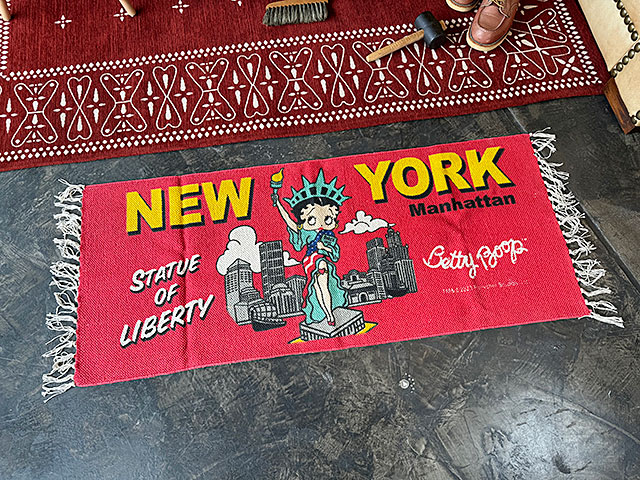 NEW YORK
Manhattan
STATUE
OF
LIBERTY
Betty Boop